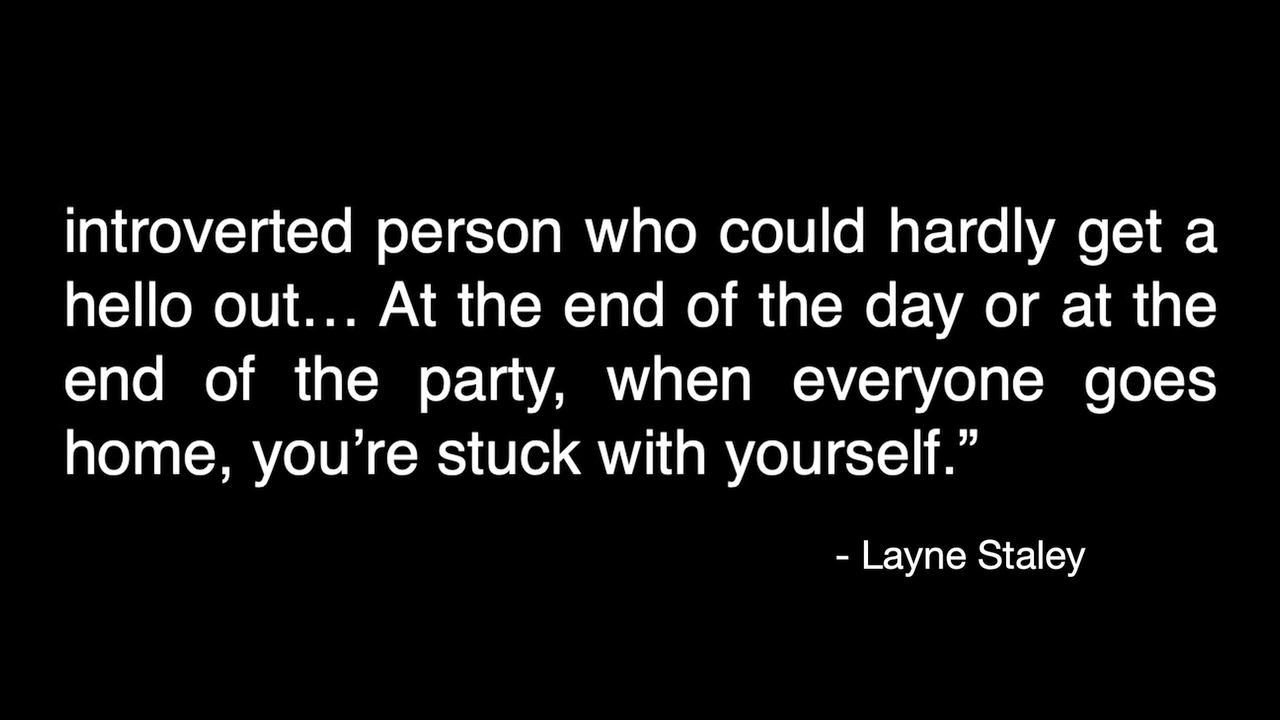 introverted person who could hardly get a
hello out… At the end of the day or at the
end of the party, when everyone goes
home, you’re stuck with yourself.”
- Layne Staley